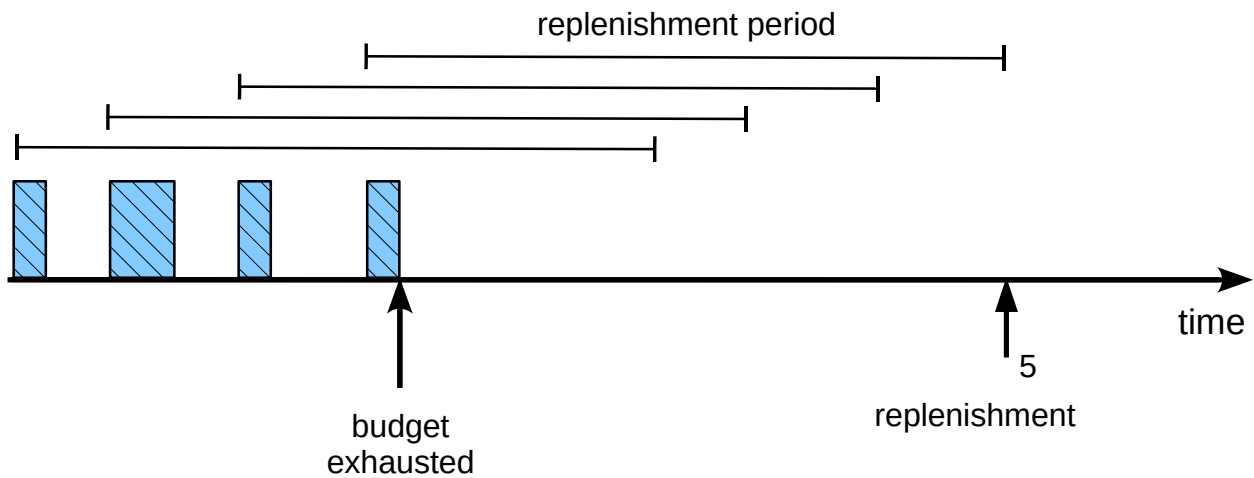 replenishment period
time
5
budget
exhausted
replenishment